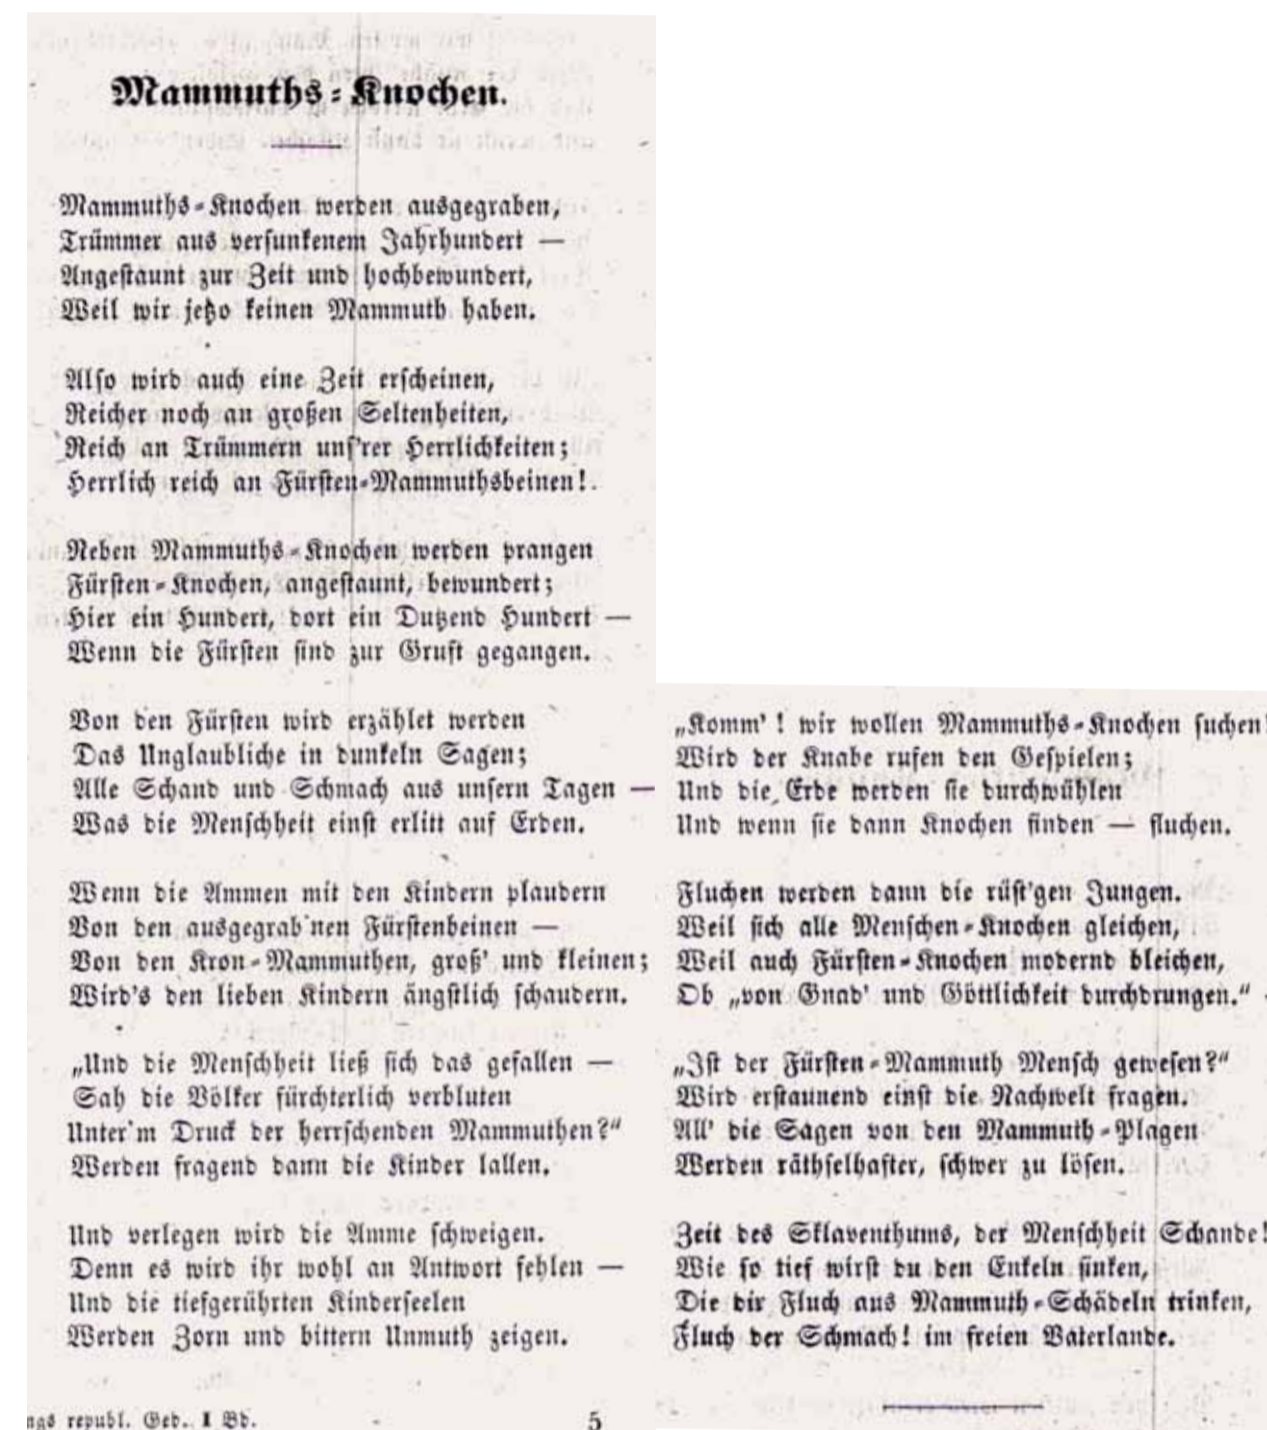 Mammuths-Knochen.
Mammuths-Knochen werden ausgegraben,
Trümmer aus versunkenem Jahrhundert —
Angestaunt zur Zeit und hochbewundert,
Weil wir jetzo keinen Mammuth haben.
Also wird auch eine Zeit erscheinen,
Reicher noch an großen Seltenheiten,
Reich an Trümmern uns'rer Herrlichkeiten;
Herrlich reich an Fürsten-Mammuthsbeinen!
Neben Mammuths-Knochen werden prangen
Fürsten-Knochen, angestaunt, bewundert;
Hier ein Hundert, dort ein Dutzend Hundert —
Wenn die Fürsten sind zur Gruft gegangen.
Von den Fürsten wird erzählet werden
Das Unglaubliche in dunkeln Sagen;
Alle Schand und Schmach aus unsern Tagen —
Was die Menschheit einst erlitt auf Erden.
Wenn die Ammen mit den Kindern plaudern
Von den ausgegrab'nen Fürstenbeinen —
Von den Kron-Mammuthen, groß' und kleinen;
Wird's den lieben Kindern ängstlich schaudern.
„Und die Menschheit ließ sich das gefallen —
Sah die Völker fürchterlich verbluten
Unter'm Druck der herrschenden Mammuthen?“
Werden fragend dann die Kinder lallen.
Und verlegen wird die Amme schweigen.
Denn es wird ihr wohl an Antwort fehlen —
Und die tiefgerührten Kinderseelen
Werden Zorn und bittern Unmuth zeigen.
republ. Ged. I Bd. 5
„Komm'! wir wollen Mammuths-Knochen suchen!
Wird der Knabe rufen den Gespielen;
Und die Erde werden sie durchwühlen
Und wenn sie dann Knochen finden — fluchen.
Fluchen werden dann die rüst'gen Jungen.
Weil sich alle Menschen-Knochen gleichen,
Weil auch Fürsten-Knochen modernd bleichen,
Ob „von Gnad' und Göttlichkeit durchdrungen.“
„Ist der Fürsten-Mammuth Mensch gewesen?“
Wird erstaunend einst die Nachwelt fragen.
All' die Sagen von den Mammuth-Plagen
Werden räthselhafter, schwer zu lösen.
Zeit des Sklaventhums, der Menschheit Schande!
Wie so tief wirst du den Enkeln sinken,
Die dir Fluch aus Mammuth-Schädeln trinken,
Fluch der Schmach! im freien Vaterlande.